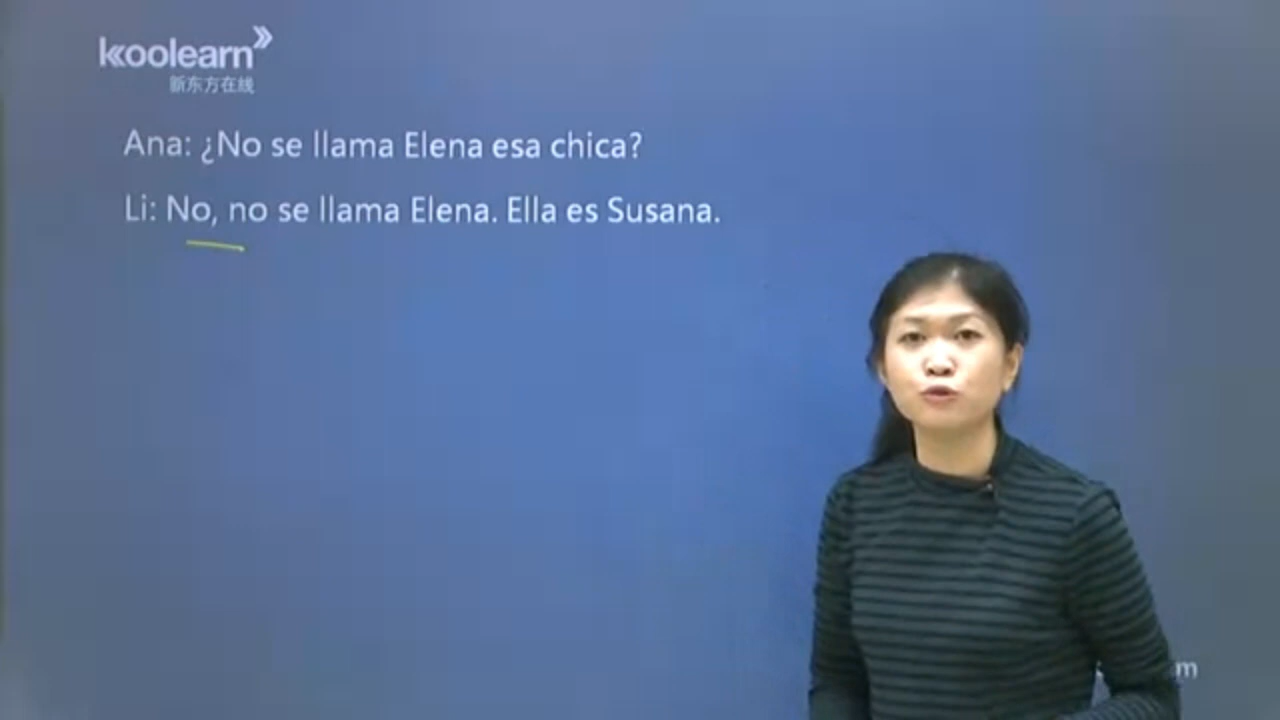 koolearn
新东方在线
Ana: ¿No se llama Elena esa chica?
Li: No, no se llama Elena. Ella es Susana.
m